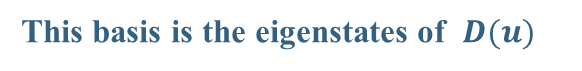 This basis is the eigenstates of D(u)